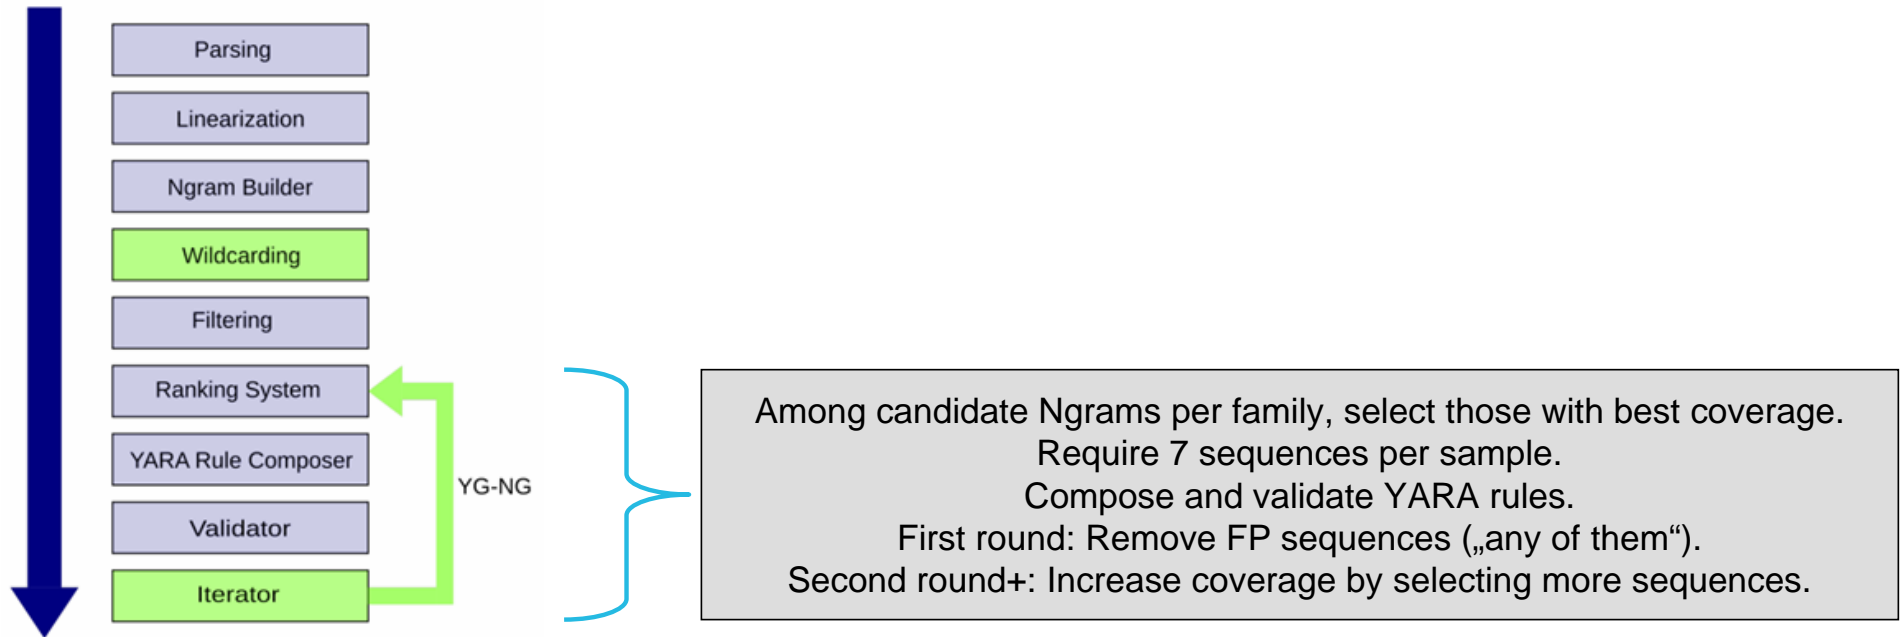 Parsing
Linearization
Ngram Builder
Wildcarding
Filtering
Ranking System
YARA Rule Composer
Validator
Iterator
YG-NG
Among candidate Ngrams per family, select those with best coverage.
Require 7 sequences per sample.
Compose and validate YARA rules.
First round: Remove FP sequences („any of them“).
Second round+: Increase coverage by selecting more sequences.